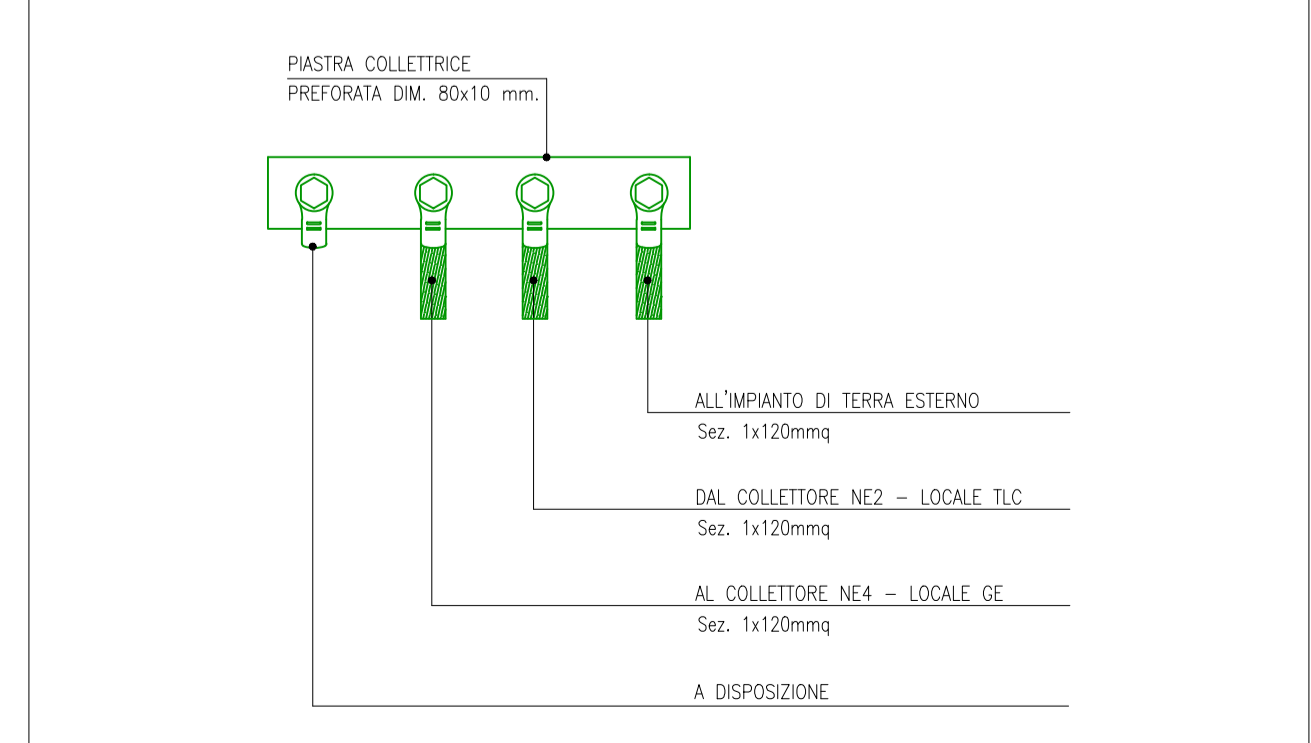 PIASTRA COLLETTRICE
PREFORATA DIM. 80x10 mm.
ALL'IMPIANTO DI TERRA ESTERNO
Sez. 1x120mmq
DAL COLLETTORE NE2 – LOCALE TLC
Sez. 1x120mmq
AL COLLETTORE NE4 – LOCALE GE
Sez. 1x120mmq
A DISPOSIZIONE